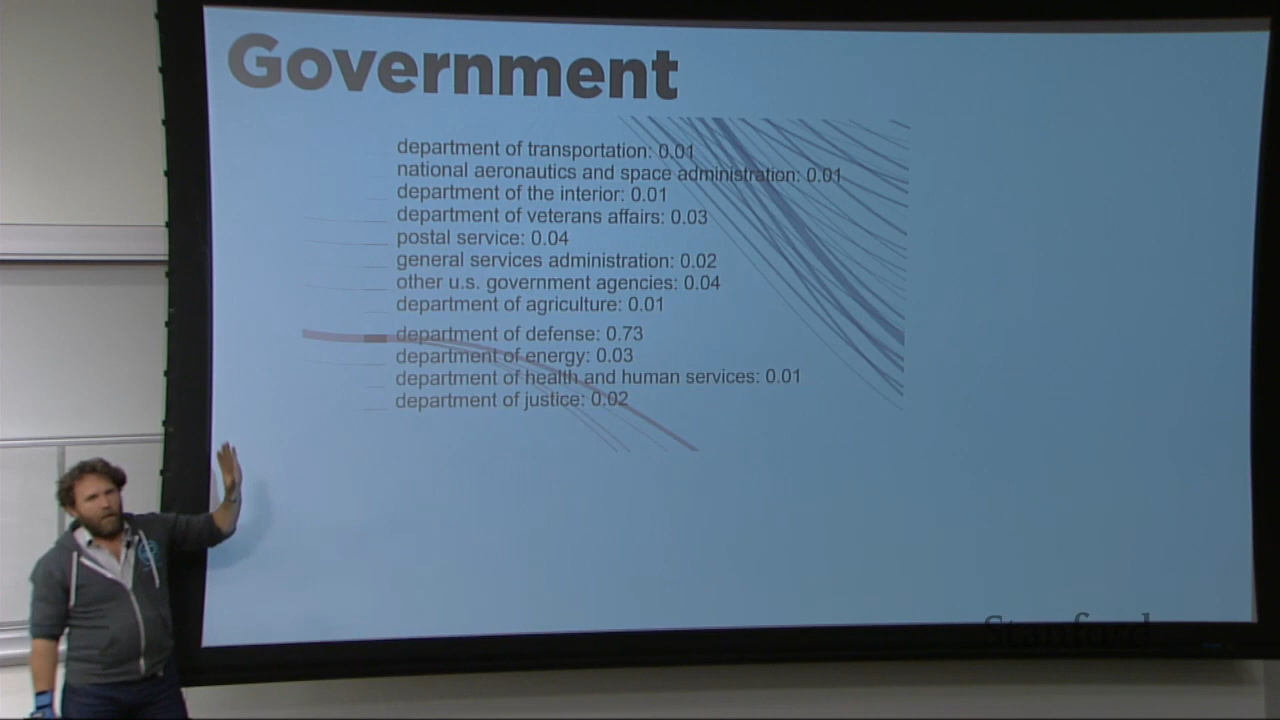 Government
department of transportation: 0.01
national aeronautics and space administration: 0.01
department of the interior: 0.01
department of veterans affairs: 0.03
postal service: 0.04
general services administration: 0.02
other u.s. government agencies: 0.04
department of agriculture: 0.01
department of defense: 0.73
department of energy: 0.03
department of health and human services: 0.01
department of justice: 0.02
Stanford